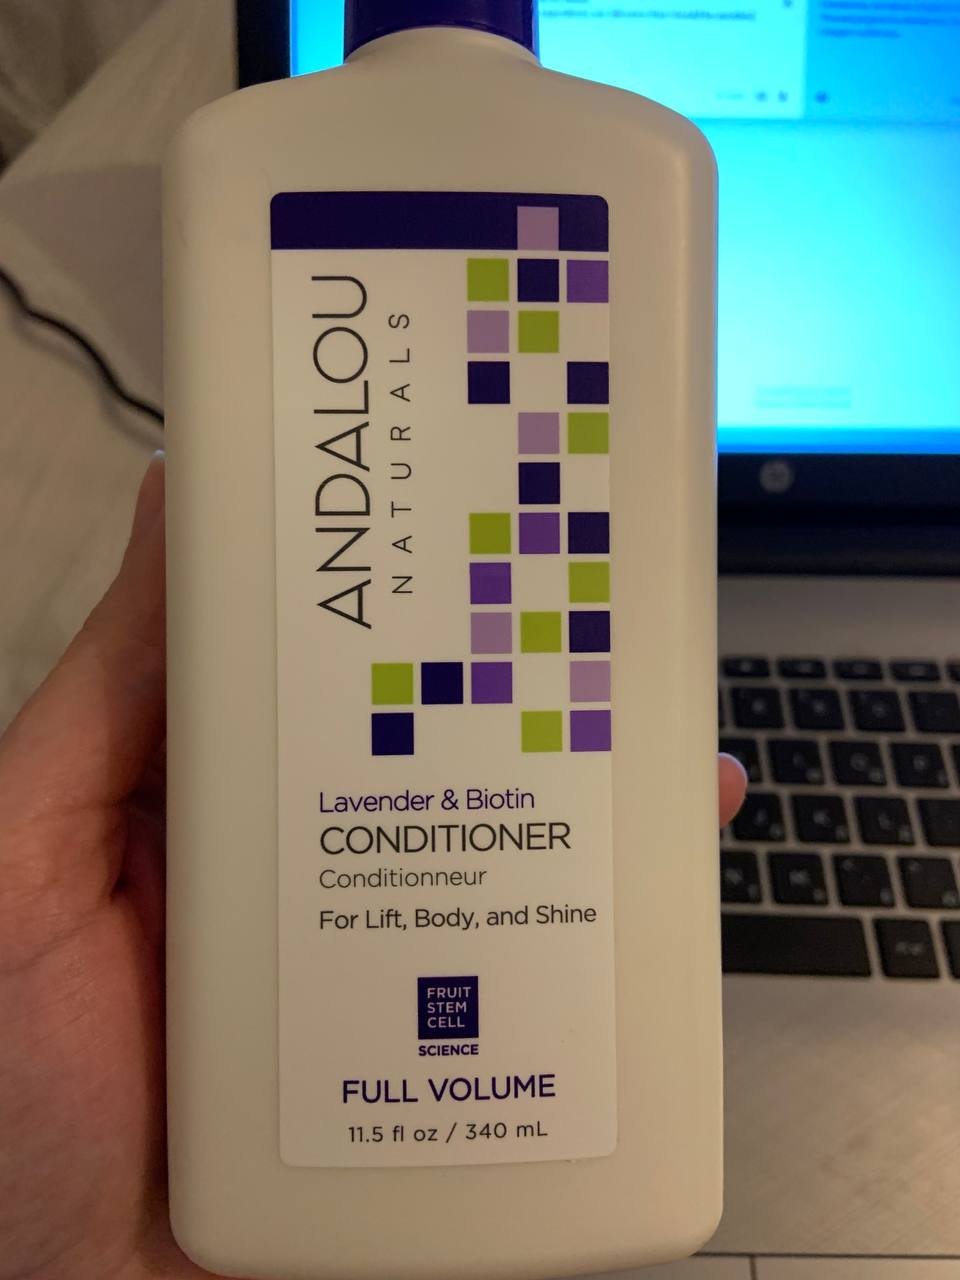 ANDALOU
NATURALS
Lavender & Biotin
CONDITIONER
Conditionneur
For Lift, Body, and Shine
FRUIT
STEM
CELL
SCIENCE
FULL VOLUME
11.5 fl oz / 340 mL
hp